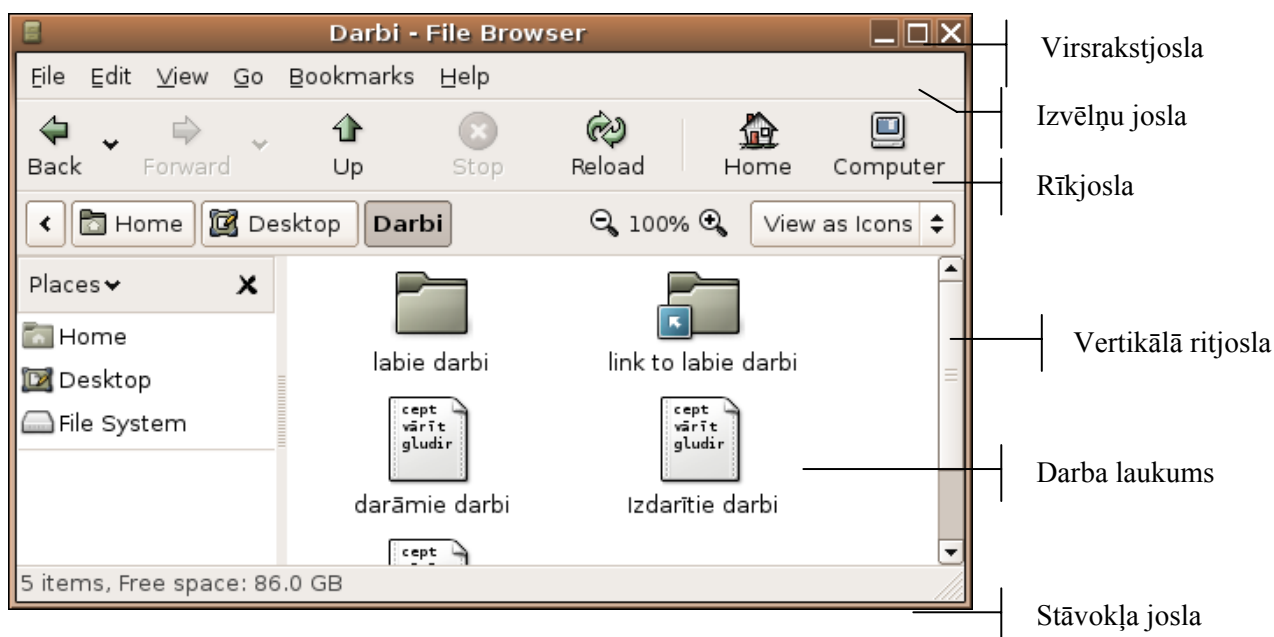 Darbi - File Browser
Virsrakstjosla
File Edit View Go Bookmarks Help
Izvēlņu josla
Back Forward Up Stop Reload Home Computer
Rīkjosla
Home Desktop Darbi 100% View as Icons
Places
Home
Desktop
File System
labie darbi link to labie darbi
Vertikālā ritjosla
cept
vārīt
gludir
cept
vārīt
gludir
darāmie darbi Izdarītie darbi
Darba laukums
cept
5 items, Free space: 86.0 GB
Stāvokļa josla